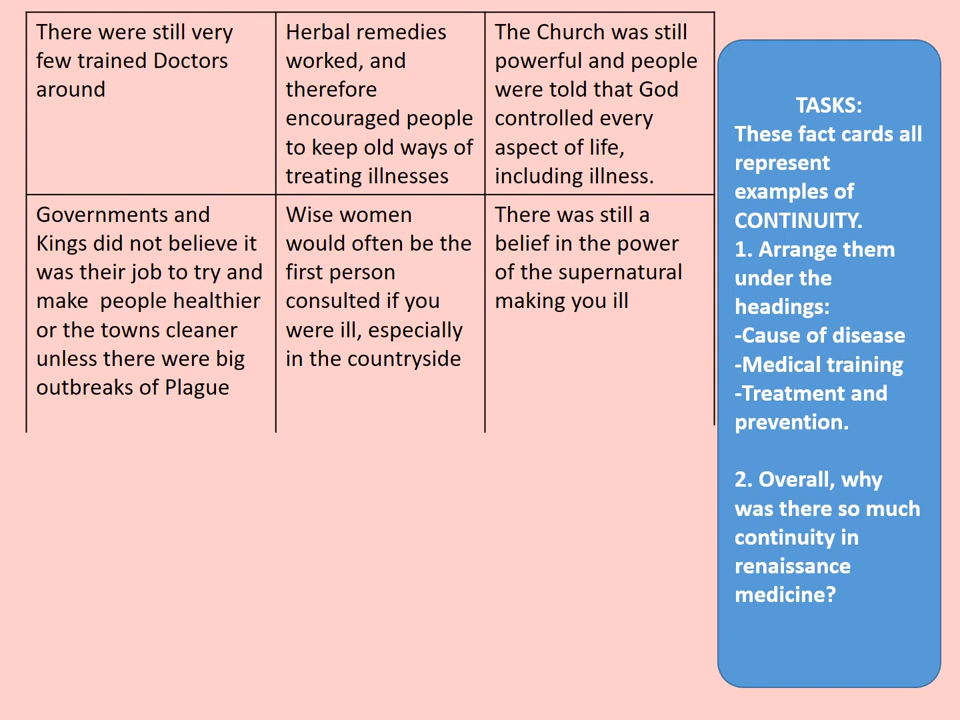 There were still very
few trained Doctors
around
Herbal remedies
worked, and
therefore
encouraged people
to keep old ways of
treating illnesses
The Church was still
powerful and people
were told that God
controlled every
aspect of life,
including illness.
Governments and
Kings did not believe it
was their job to try and
make  people healthier
or the towns cleaner
unless there were big
outbreaks of Plague
Wise women
would often be the
first person
consulted if you
were ill, especially
in the countryside
There was still a
belief in the power
of the supernatural
making you ill
TASKS:
These fact cards all
represent
examples of
CONTINUITY.
1. Arrange them
under the
headings:
-Cause of disease
-Medical training
-Treatment and
prevention.
2. Overall, why
was there so much
continuity in
renaissance
medicine?